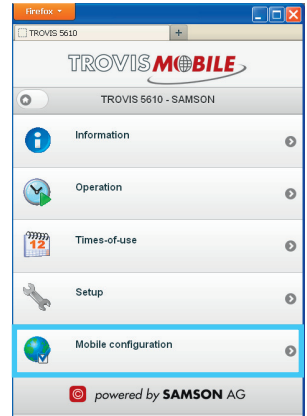 Firefox
TROVIS 5610
TROVIS MOBILE
TROVIS 5610 - SAMSON
Information
Operation
12
Times-of-use
Setup
Mobile configuration
© powered by SAMSON AG